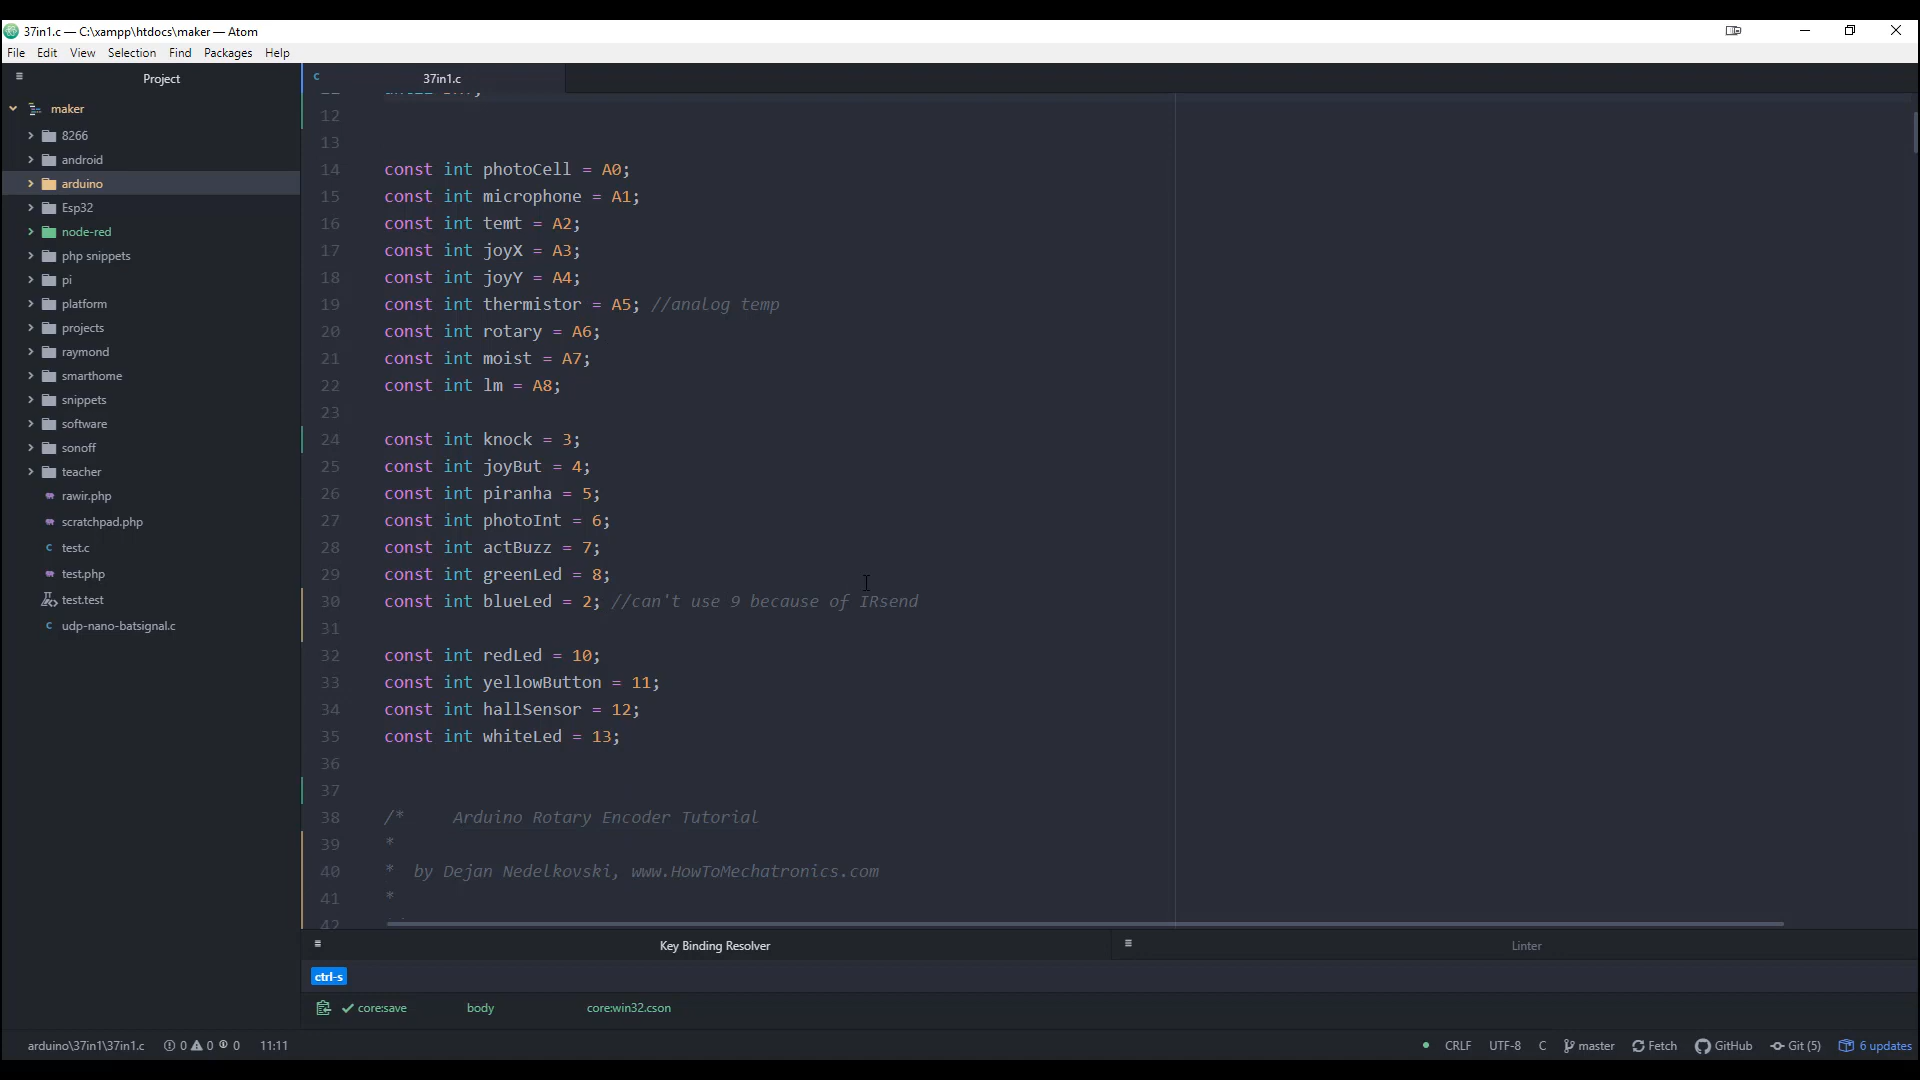 37in1.c — C:\xampp\htdocs\maker — Atom
File Edit View Selection Find Packages Help
Project
37in1.c
maker
8266
android
arduino
Esp32
node-red
php snippets
pi
platform
projects
raymond
smarthome
snippets
software
sonoff
teacher
rawir.php
scratchpad.php
test.c
test.php
test.test
udp-nano-batsignal.c
12
13
14 const int photoCell = A0;
15 const int microphone = A1;
16 const int temt = A2;
17 const int joyX = A3;
18 const int joyY = A4;
19 const int thermistor = A5; //analog temp
20 const int rotary = A6;
21 const int moist = A7;
22 const int lm = A8;
23
24 const int knock = 3;
25 const int joyBut = 4;
26 const int piranha = 5;
27 const int photoInt = 6;
28 const int actBuzz = 7;
29 const int greenLed = 8;
30 const int blueLed = 2; //can't use 9 because of IRsend
31
32 const int redLed = 10;
33 const int yellowButton = 11;
34 const int hallSensor = 12;
35 const int whiteLed = 13;
36
37
38 /* Arduino Rotary Encoder Tutorial
39 *
40 * by Dejan Nedelkovski, www.HowToMechatronics.com
41 *
42
Key Binding Resolver
Linter
ctrl-s
core:save body core:win32.cson
arduino\37in1\37in1.c 0 0 0 11:11 CRLF UTF-8 C master Fetch GitHub Git (5) 6 updates